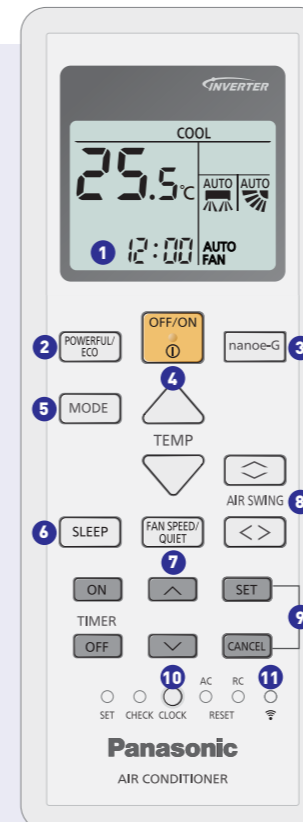 INVERTER
COOL
25.5°C
AUTO AUTO
1 12:00 AUTO FAN
OFF/ON
2 POWERFUL/ECO
nanoe-G 3
4
5 MODE
TEMP
AIR SWING 8
6 SLEEP
FAN SPEED/QUIET
< >
7
ON
SET
TIMER
9
OFF
CANCEL
10 AC RC 11
SET CHECK CLOCK RESET
Panasonic
AIR CONDITIONER